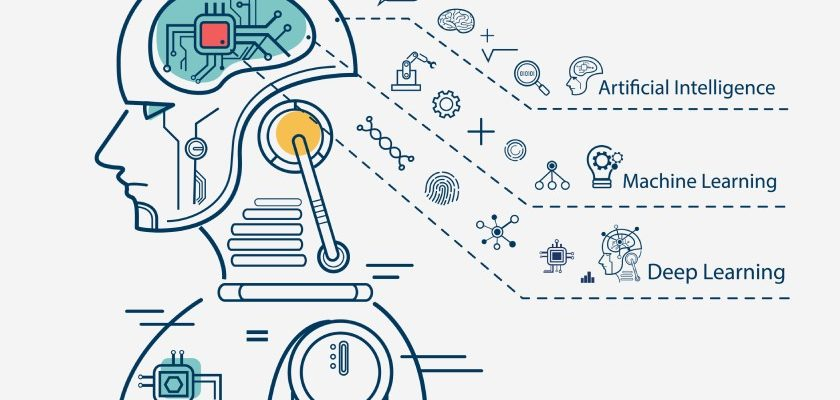 Artificial Intelligence
Machine Learning
Deep Learning